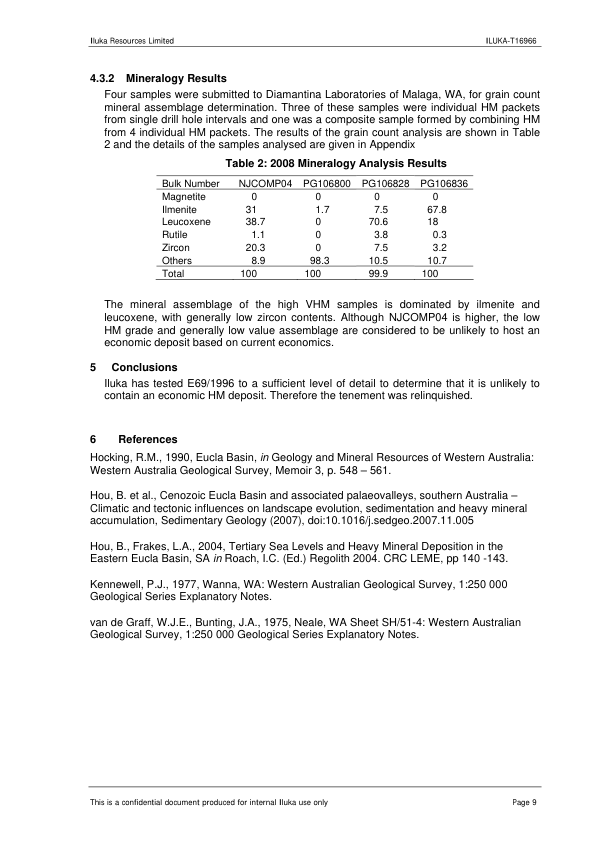 Iluka Resources Limited ILUKA-T16966
4.3.2 Mineralogy Results
Four samples were submitted to Diamantina Laboratories of Malaga, WA, for grain count
mineral assemblage determination. Three of these samples were individual HM packets
from single drill hole intervals and one was a composite sample formed by combining HM
from 4 individual HM packets. The results of the grain count analysis are shown in Table
2 and the details of the samples analysed are given in Appendix
Table 2: 2008 Mineralogy Analysis Results
Bulk Number NJCOMP04 PG106800 PG106828 PG106836
Magnetite 0 0 0 0
Ilmenite 31 1.7 7.5 67.8
Leucoxene 38.7 0 70.6 18
Rutile 1.1 0 3.8 0.3
Zircon 20.3 0 7.5 3.2
Others 8.9 98.3 10.5 10.7
Total 100 100 99.9 100
The mineral assemblage of the high VHM samples is dominated by ilmenite and
leucoxene, with generally low zircon contents. Although NJCOMP04 is higher, the low
HM grade and generally low value assemblage are considered to be unlikely to host an
economic deposit based on current economics.
5 Conclusions
Iluka has tested E69/1996 to a sufficient level of detail to determine that it is unlikely to
contain an economic HM deposit. Therefore the tenement was relinquished.
6 References
Hocking, R.M., 1990, Eucla Basin, in Geology and Mineral Resources of Western Australia:
Western Australia Geological Survey, Memoir 3, p. 548 – 561.
Hou, B. et al., Cenozoic Eucla Basin and associated palaeovalleys, southern Australia –
Climatic and tectonic influences on landscape evolution, sedimentation and heavy mineral
accumulation, Sedimentary Geology (2007), doi:10.1016/j.sedgeo.2007.11.005
Hou, B., Frakes, L.A., 2004, Tertiary Sea Levels and Heavy Mineral Deposition in the
Eastern Eucla Basin, SA in Roach, I.C. (Ed.) Regolith 2004. CRC LEME, pp 140 -143.
Kennewell, P.J., 1977, Wanna, WA: Western Australian Geological Survey, 1:250 000
Geological Series Explanatory Notes.
van de Graff, W.J.E., Bunting, J.A., 1975, Neale, WA Sheet SH/51-4: Western Australian
Geological Survey, 1:250 000 Geological Series Explanatory Notes.
This is a confidential document produced for internal Iluka use only Page 9